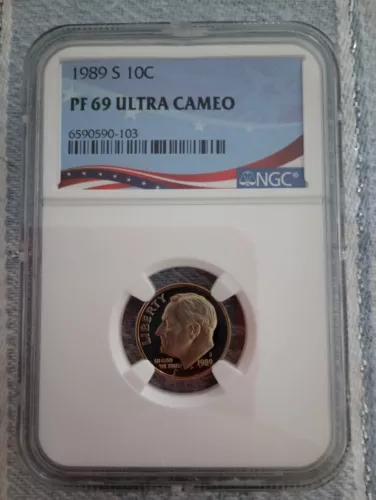 1989 S 10C
PF 69 ULTRA CAMEO
6590590-103
NGC®
LIBERTY
IN GOD
WE TRUST
S
1989